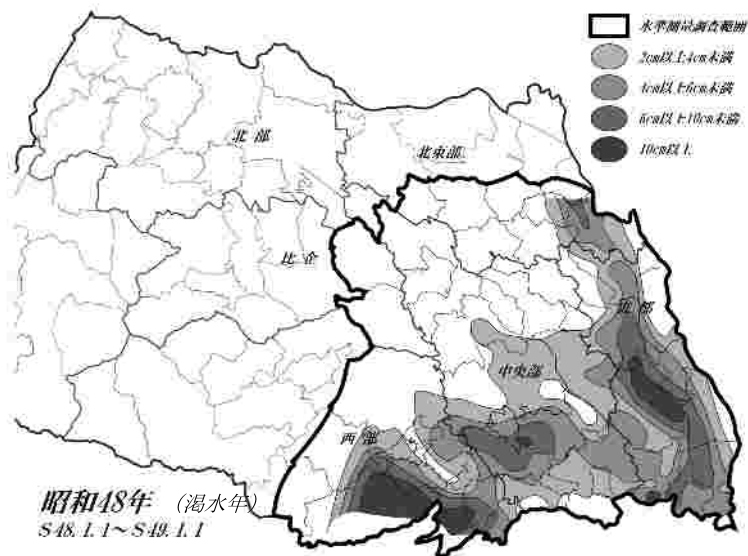 水準測量調査範囲
2cm以上4cm未満
4cm以上6cm未満
6cm以上10cm未満
10cm以上
北部
北東部
比企
東部
中央部
西部
昭和48年 (渇水年)
S48.1.1～S49.1.1